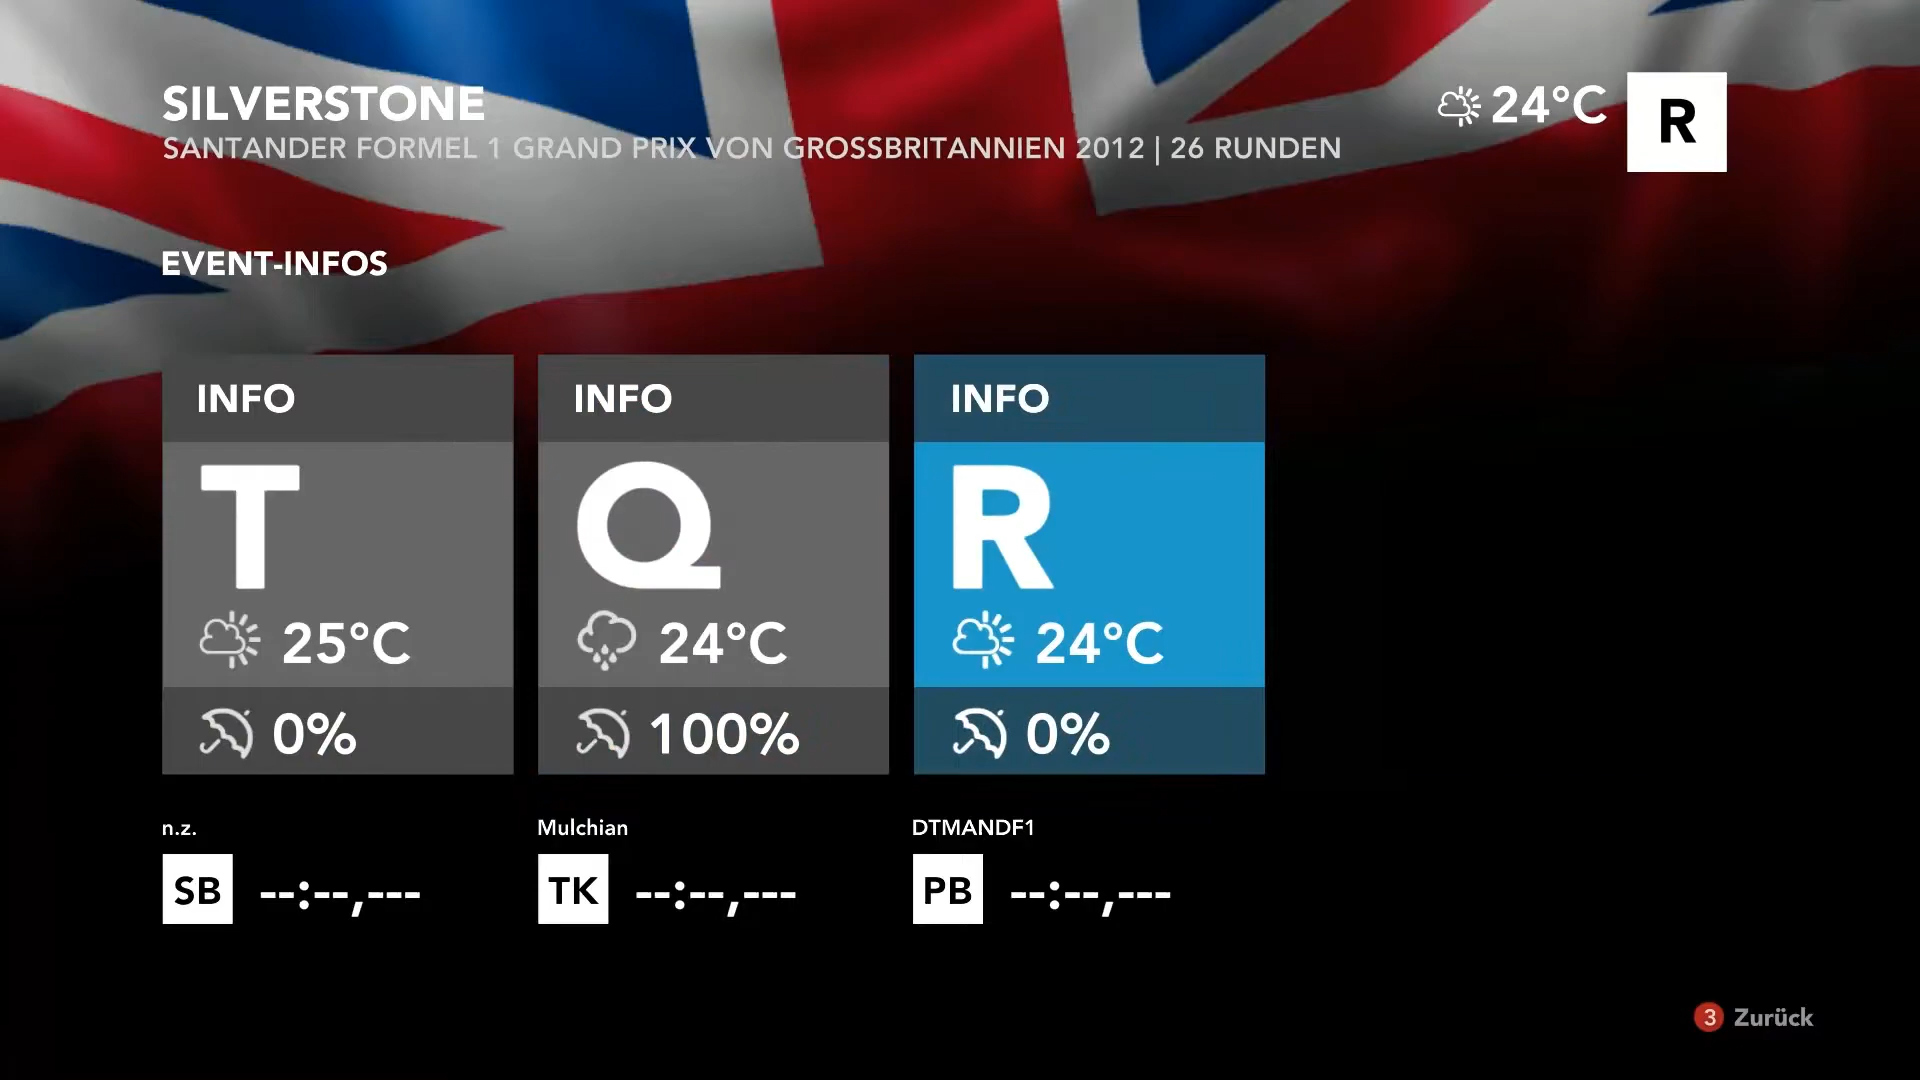 SILVERSTONE
SANTANDER FORMEL 1 GRAND PRIX VON GROSSBRITANNIEN 2012 | 26 RUNDEN
24°C
R
EVENT-INFOS
INFO
T
25°C
0%
INFO
Q
24°C
100%
INFO
R
24°C
0%
n.z.
SB --:--,---
Mulchian
TK --:--,---
DTMANDF1
PB --:--,---
3 Zurück